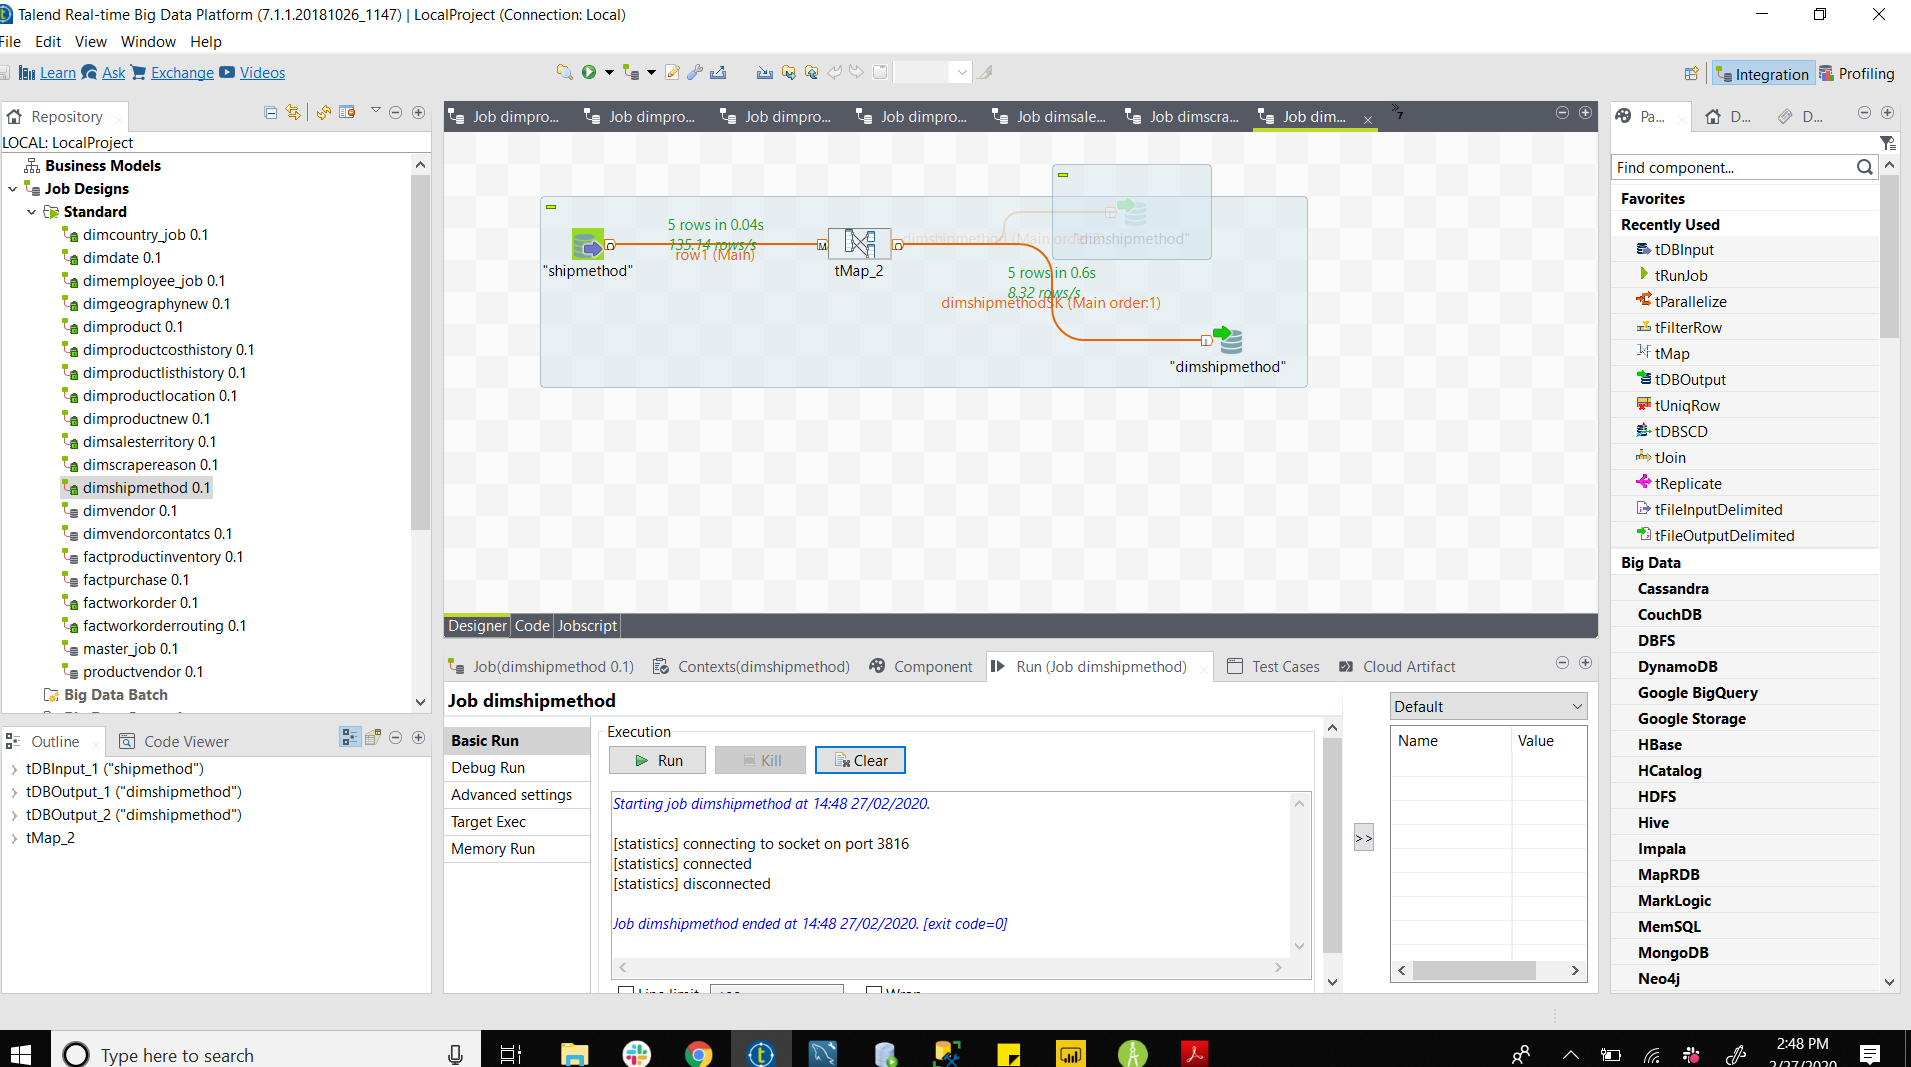 Talend Real-time Big Data Platform (7.1.1.20181026_1147) | LocalProject (Connection: Local)
File Edit View Window Help
Learn Ask Exchange Videos
Integration Profiling
Repository
LOCAL: LocalProject
Business Models
Job Designs
Standard
dimcountry_job 0.1
dimdate 0.1
dimemployee_job 0.1
dimgeographynew 0.1
dimproduct 0.1
dimproductcosthistory 0.1
dimproductlisthistory 0.1
dimproductlocation 0.1
dimproductnew 0.1
dimsalesterritory 0.1
dimscrapereason 0.1
dimshipmethod 0.1
dimvendor 0.1
dimvendorcontatcs 0.1
factproductinventory 0.1
factpurchase 0.1
factworkorder 0.1
factworkorderrouting 0.1
master_job 0.1
productvendor 0.1
Big Data Batch
Outline Code Viewer
tDBInput_1 ("shipmethod")
tDBOutput_1 ("dimshipmethod")
tDBOutput_2 ("dimshipmethod")
tMap_2
Job dimpro... Job dimpro... Job dimpro... Job dimpro... Job dimsale... Job dimscra... Job dim... 7
5 rows in 0.04s
135.14 rows/s
row1 (Main)
"shipmethod"
tMap_2
"dimshipmethod"
5 rows in 0.6s
8.32 rows/s
dimshipmethodSK (Main order:1)
"dimshipmethod"
Designer Code Jobscript
Job(dimshipmethod 0.1) Contexts(dimshipmethod) Component Run (Job dimshipmethod) Test Cases Cloud Artifact
Job dimshipmethod
Basic Run
Debug Run
Advanced settings
Target Exec
Memory Run
Execution
Run Kill Clear
Starting job dimshipmethod at 14:48 27/02/2020.
[statistics] connecting to socket on port 3816
[statistics] connected
[statistics] disconnected
Job dimshipmethod ended at 14:48 27/02/2020. [exit code=0]
>>
Default
Name Value
Pa... D... D...
Find component...
Favorites
Recently Used
tDBInput
tRunJob
tParallelize
tFilterRow
tMap
tDBOutput
tUniqRow
tDBSCD
tJoin
tReplicate
tFileInputDelimited
tFileOutputDelimited
Big Data
Cassandra
CouchDB
DBFS
DynamoDB
Google BigQuery
Google Storage
HBase
HCatalog
HDFS
Hive
Impala
MapRDB
MarkLogic
MemSQL
MongoDB
Neo4j
Type here to search
2:48 PM